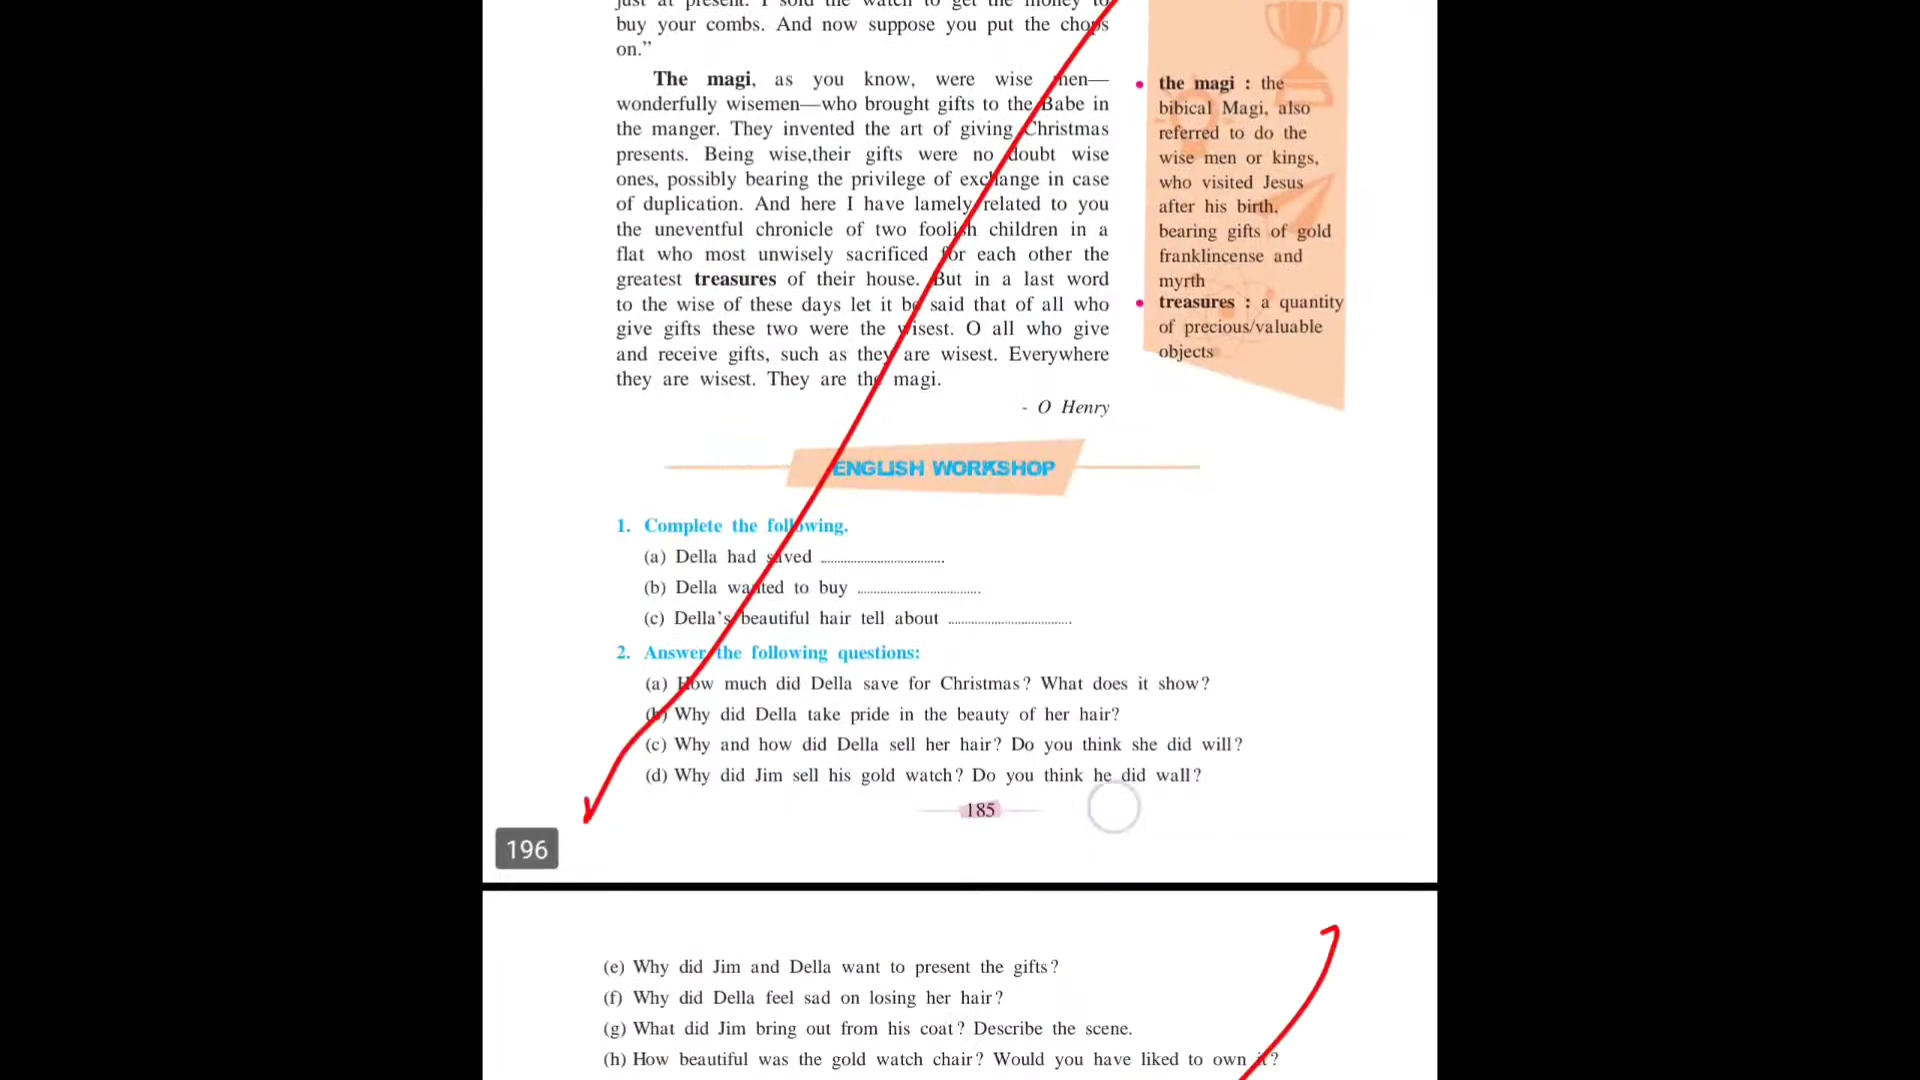 just at present. I sold the watch to get the money to
buy your combs. And now suppose you put the chops
on.”
The magi, as you know, were wise men—
wonderfully wisemen—who brought gifts to the Babe in
the manger. They invented the art of giving Christmas
presents. Being wise,their gifts were no doubt wise
ones, possibly bearing the privilege of exchange in case
of duplication. And here I have lamely related to you
the uneventful chronicle of two foolish children in a
flat who most unwisely sacrificed for each other the
greatest treasures of their house. But in a last word
to the wise of these days let it be said that of all who
give gifts these two were the wisest. O all who give
and receive gifts, such as they are wisest. Everywhere
they are wisest. They are the magi.
- O Henry
• the magi : the
bibical Magi, also
referred to do the
wise men or kings,
who visited Jesus
after his birth,
bearing gifts of gold
franklincense and
myrth
• treasures : a quantity
of precious/valuable
objects
ENGLISH WORKSHOP
1. Complete the following.
(a) Della had saved ....................
(b) Della wanted to buy ....................
(c) Della's beautiful hair tell about ....................
2. Answer the following questions:
(a) How much did Della save for Christmas? What does it show?
(b) Why did Della take pride in the beauty of her hair?
(c) Why and how did Della sell her hair? Do you think she did will?
(d) Why did Jim sell his gold watch? Do you think he did wall?
185
196
(e) Why did Jim and Della want to present the gifts?
(f) Why did Della feel sad on losing her hair?
(g) What did Jim bring out from his coat? Describe the scene.
(h) How beautiful was the gold watch chair? Would you have liked to own it?